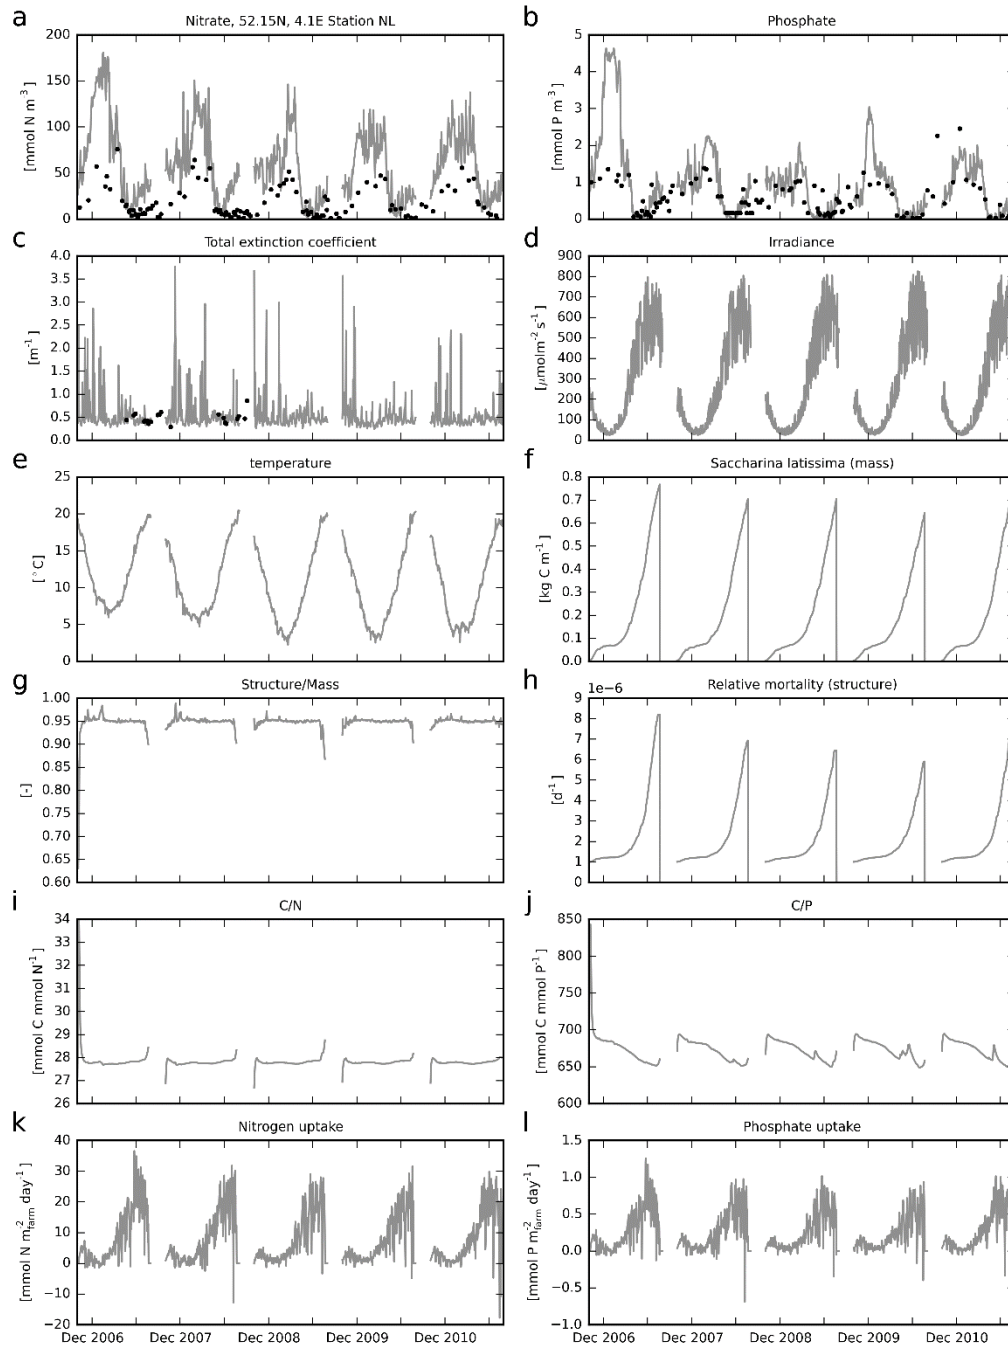 a
Nitrate, 52.15N, 4.1E Station NL
200
150
100
50
0
[mmol N m⁻³]
b
Phosphate
5
4
3
2
1
0
[mmol P m⁻³]
c
Total extinction coefficient
4.0
3.5
3.0
2.5
2.0
1.5
1.0
0.5
0.0
[m⁻¹]
d
Irradiance
900
800
700
600
500
400
300
200
100
0
[μmolm⁻² s⁻¹]
e
temperature
25
20
15
10
5
0
[°C]
f
Saccharina latissima (mass)
0.8
0.7
0.6
0.5
0.4
0.3
0.2
0.1
0.0
[kg C m⁻¹]
g
Structure/Mass
1.00
0.95
0.90
0.85
0.80
0.75
0.70
0.65
0.60
[-]
h
1e−6
Relative mortality (structure)
9
8
7
6
5
4
3
2
1
0
[d⁻¹]
i
C/N
34
33
32
31
30
29
28
27
26
[mmol C mmol N⁻¹]
j
C/P
850
800
750
700
650
600
[mmol C mmol P⁻¹]
k
Nitrogen uptake
40
30
20
10
0
−10
−20
[mmol N m⁻²farm day⁻¹]
Dec 2006 Dec 2007 Dec 2008 Dec 2009 Dec 2010
l
Phosphate uptake
1.5
1.0
0.5
0.0
−0.5
−1.0
[mmol P m⁻²farm day⁻¹]
Dec 2006 Dec 2007 Dec 2008 Dec 2009 Dec 2010